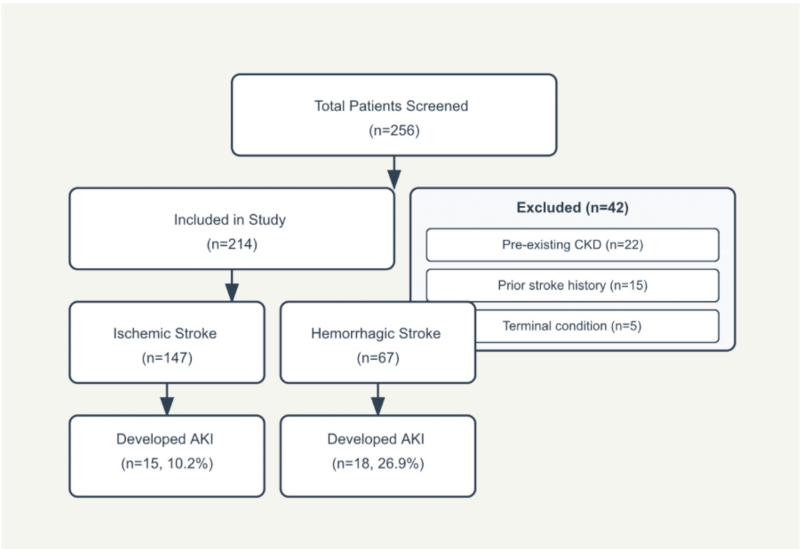 Total Patients Screened
(n=256)
Included in Study
(n=214)
Excluded (n=42)
Pre-existing CKD (n=22)
Prior stroke history (n=15)
Terminal condition (n=5)
Ischemic Stroke
(n=147)
Hemorrhagic Stroke
(n=67)
Developed AKI
(n=15, 10.2%)
Developed AKI
(n=18, 26.9%)